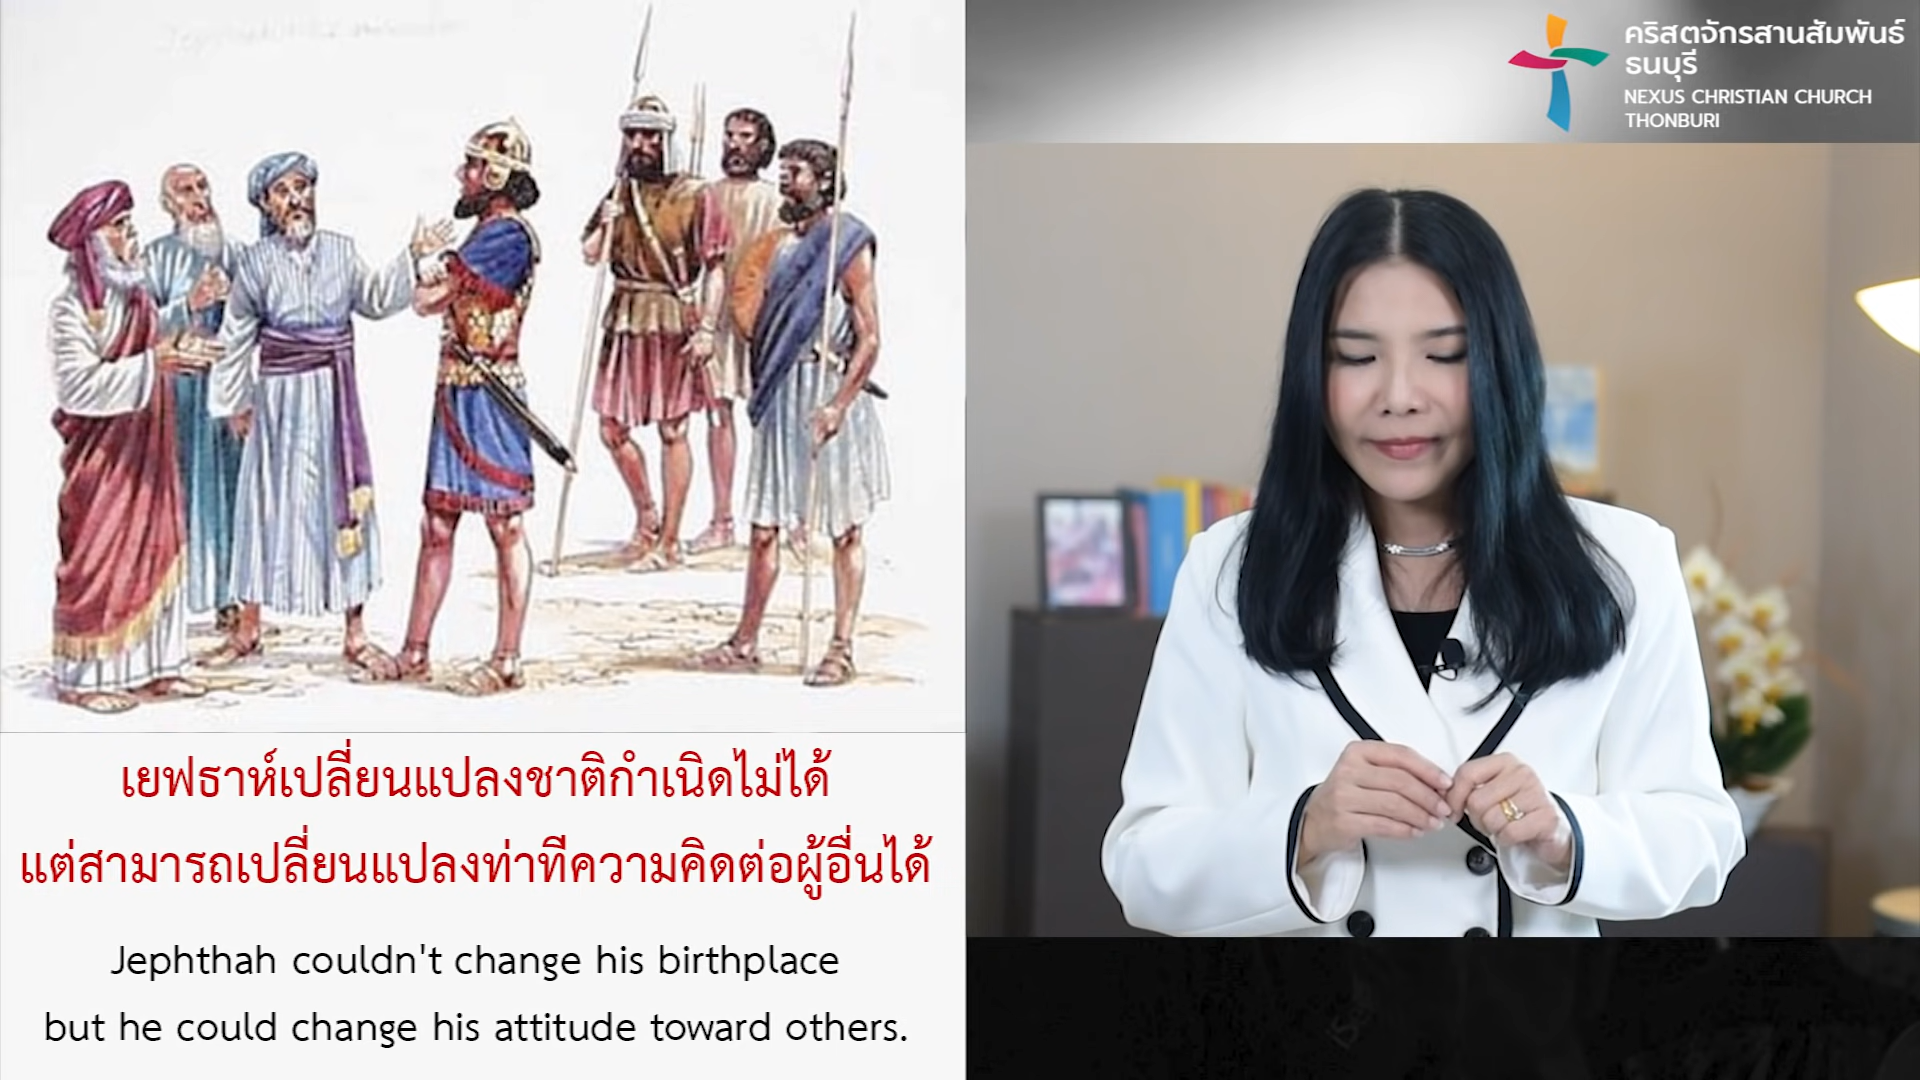 เยฟธาห์เปลี่ยนแปลงชาติกำเนิดไม่ได้
แต่สามารถเปลี่ยนแปลงท่าทีความคิดต่อผู้อื่นได้
Jephthah couldn't change his birthplace
but he could change his attitude toward others.
คริสตจักรสานสัมพันธ์
ธนบุรี
NEXUS CHRISTIAN CHURCH
THONBURI